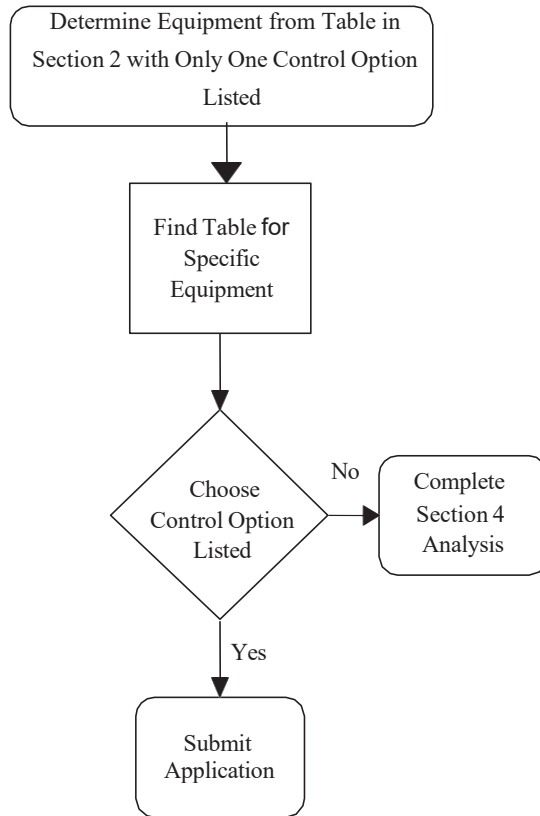 Determine Equipment from Table in
Section 2 with Only One Control Option
Listed
Find Table for
Specific
Equipment
Choose
Control Option
Listed
No
Complete
Section 4
Analysis
Yes
Submit
Application